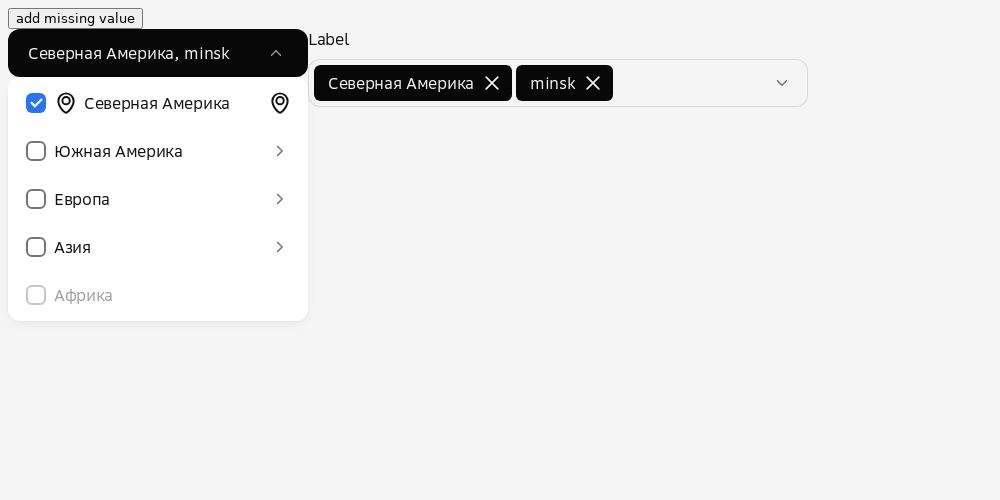 add missing value
Северная Америка, minsk
Label
Северная Америка
minsk
Северная Америка
Южная Америка
Европа
Азия
Африка